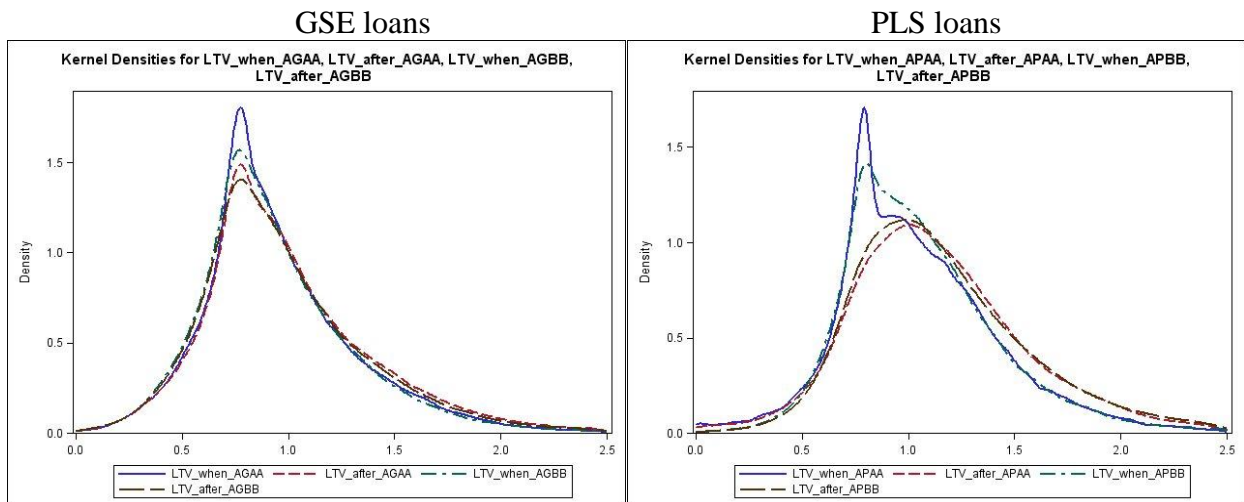 GSE loans
PLS loans
Kernel Densities for LTV_when_AGAA, LTV_after_AGAA, LTV_when_AGBB,
LTV_after_AGBB
Density
1.5
1.0
0.5
0.0
0.0 0.5 1.0 1.5 2.0 2.5
LTV_when_AGAA LTV_after_AGAA LTV_when_AGBB
LTV_after_AGBB
Kernel Densities for LTV_when_APAA, LTV_after_APAA, LTV_when_APBB,
LTV_after_APBB
Density
1.5
1.0
0.5
0.0
0.0 0.5 1.0 1.5 2.0 2.5
LTV_when_APAA LTV_after_APAA LTV_when_APBB
LTV_after_APBB